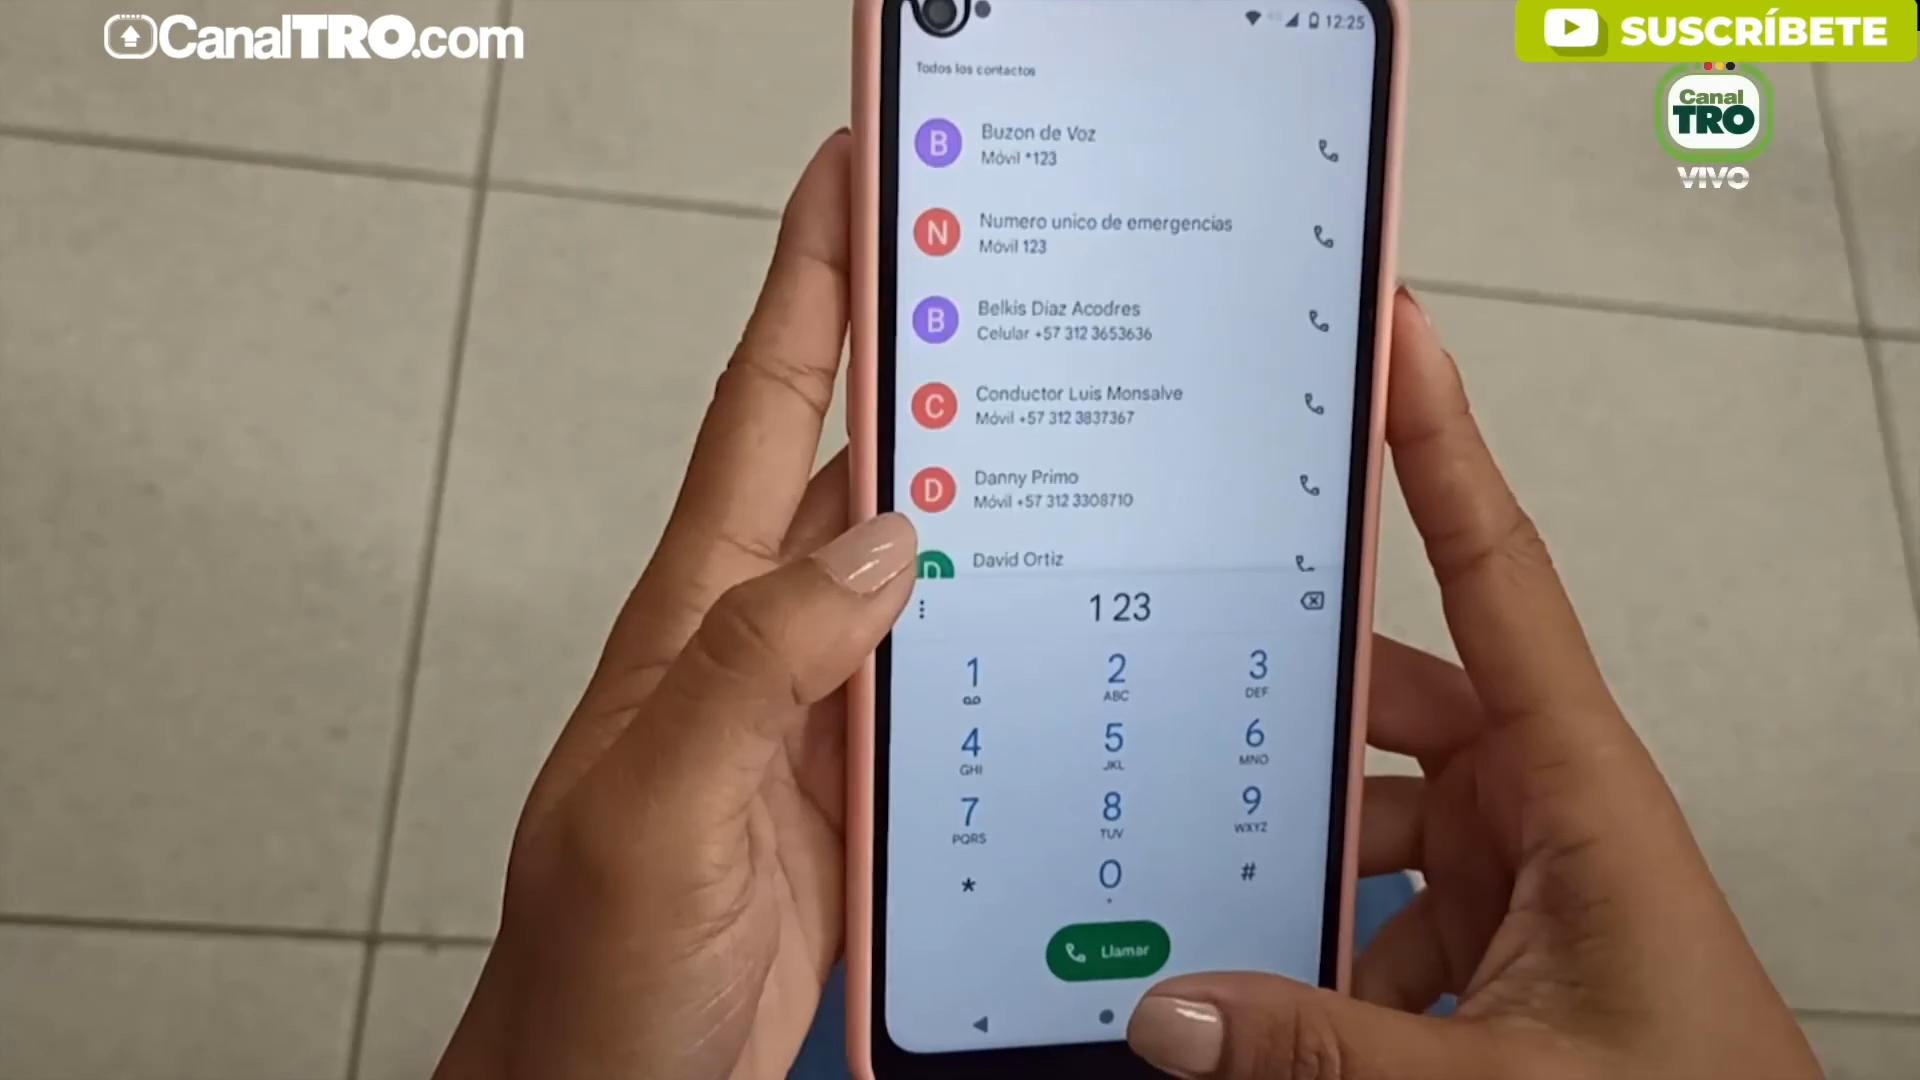 CanalTRO.com
SUSCRÍBETE
Canal
TRO
VIVO
12:25
Todos los contactos
B
Buzon de Voz
Móvil *123
N
Numero unico de emergencias
Móvil 123
B
Belkis Diaz Acodres
Celular +57 312 3653636
C
Conductor Luis Monsalve
Móvil +57 312 3837367
D
Danny Primo
Móvil +57 312 3308710
D
David Ortiz
123
1 2 3
ABC DEF
4 5 6
GHI JKL MNO
7 8 9
PQRS TUV WXYZ
* 0 #
+
Llamar